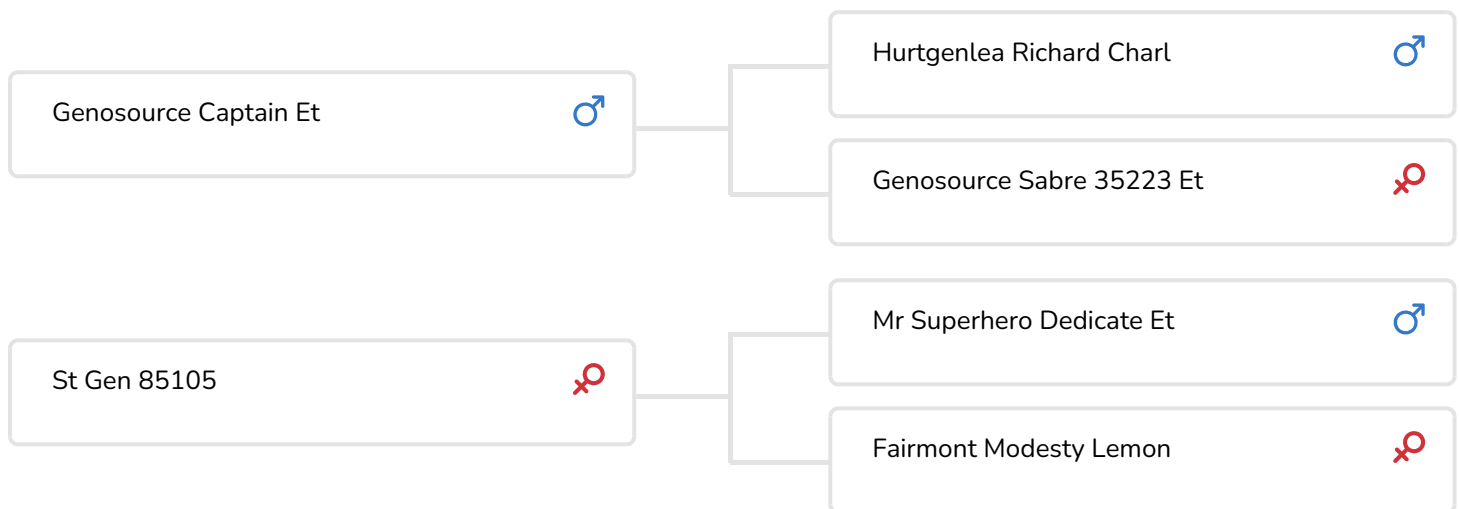 Hurtgenlea Richard Charl
Genosource Captain Et
Genosource Sabre 35223 Et
Mr Superhero Dedicate Et
St Gen 85105
Fairmont Modesty Lemon